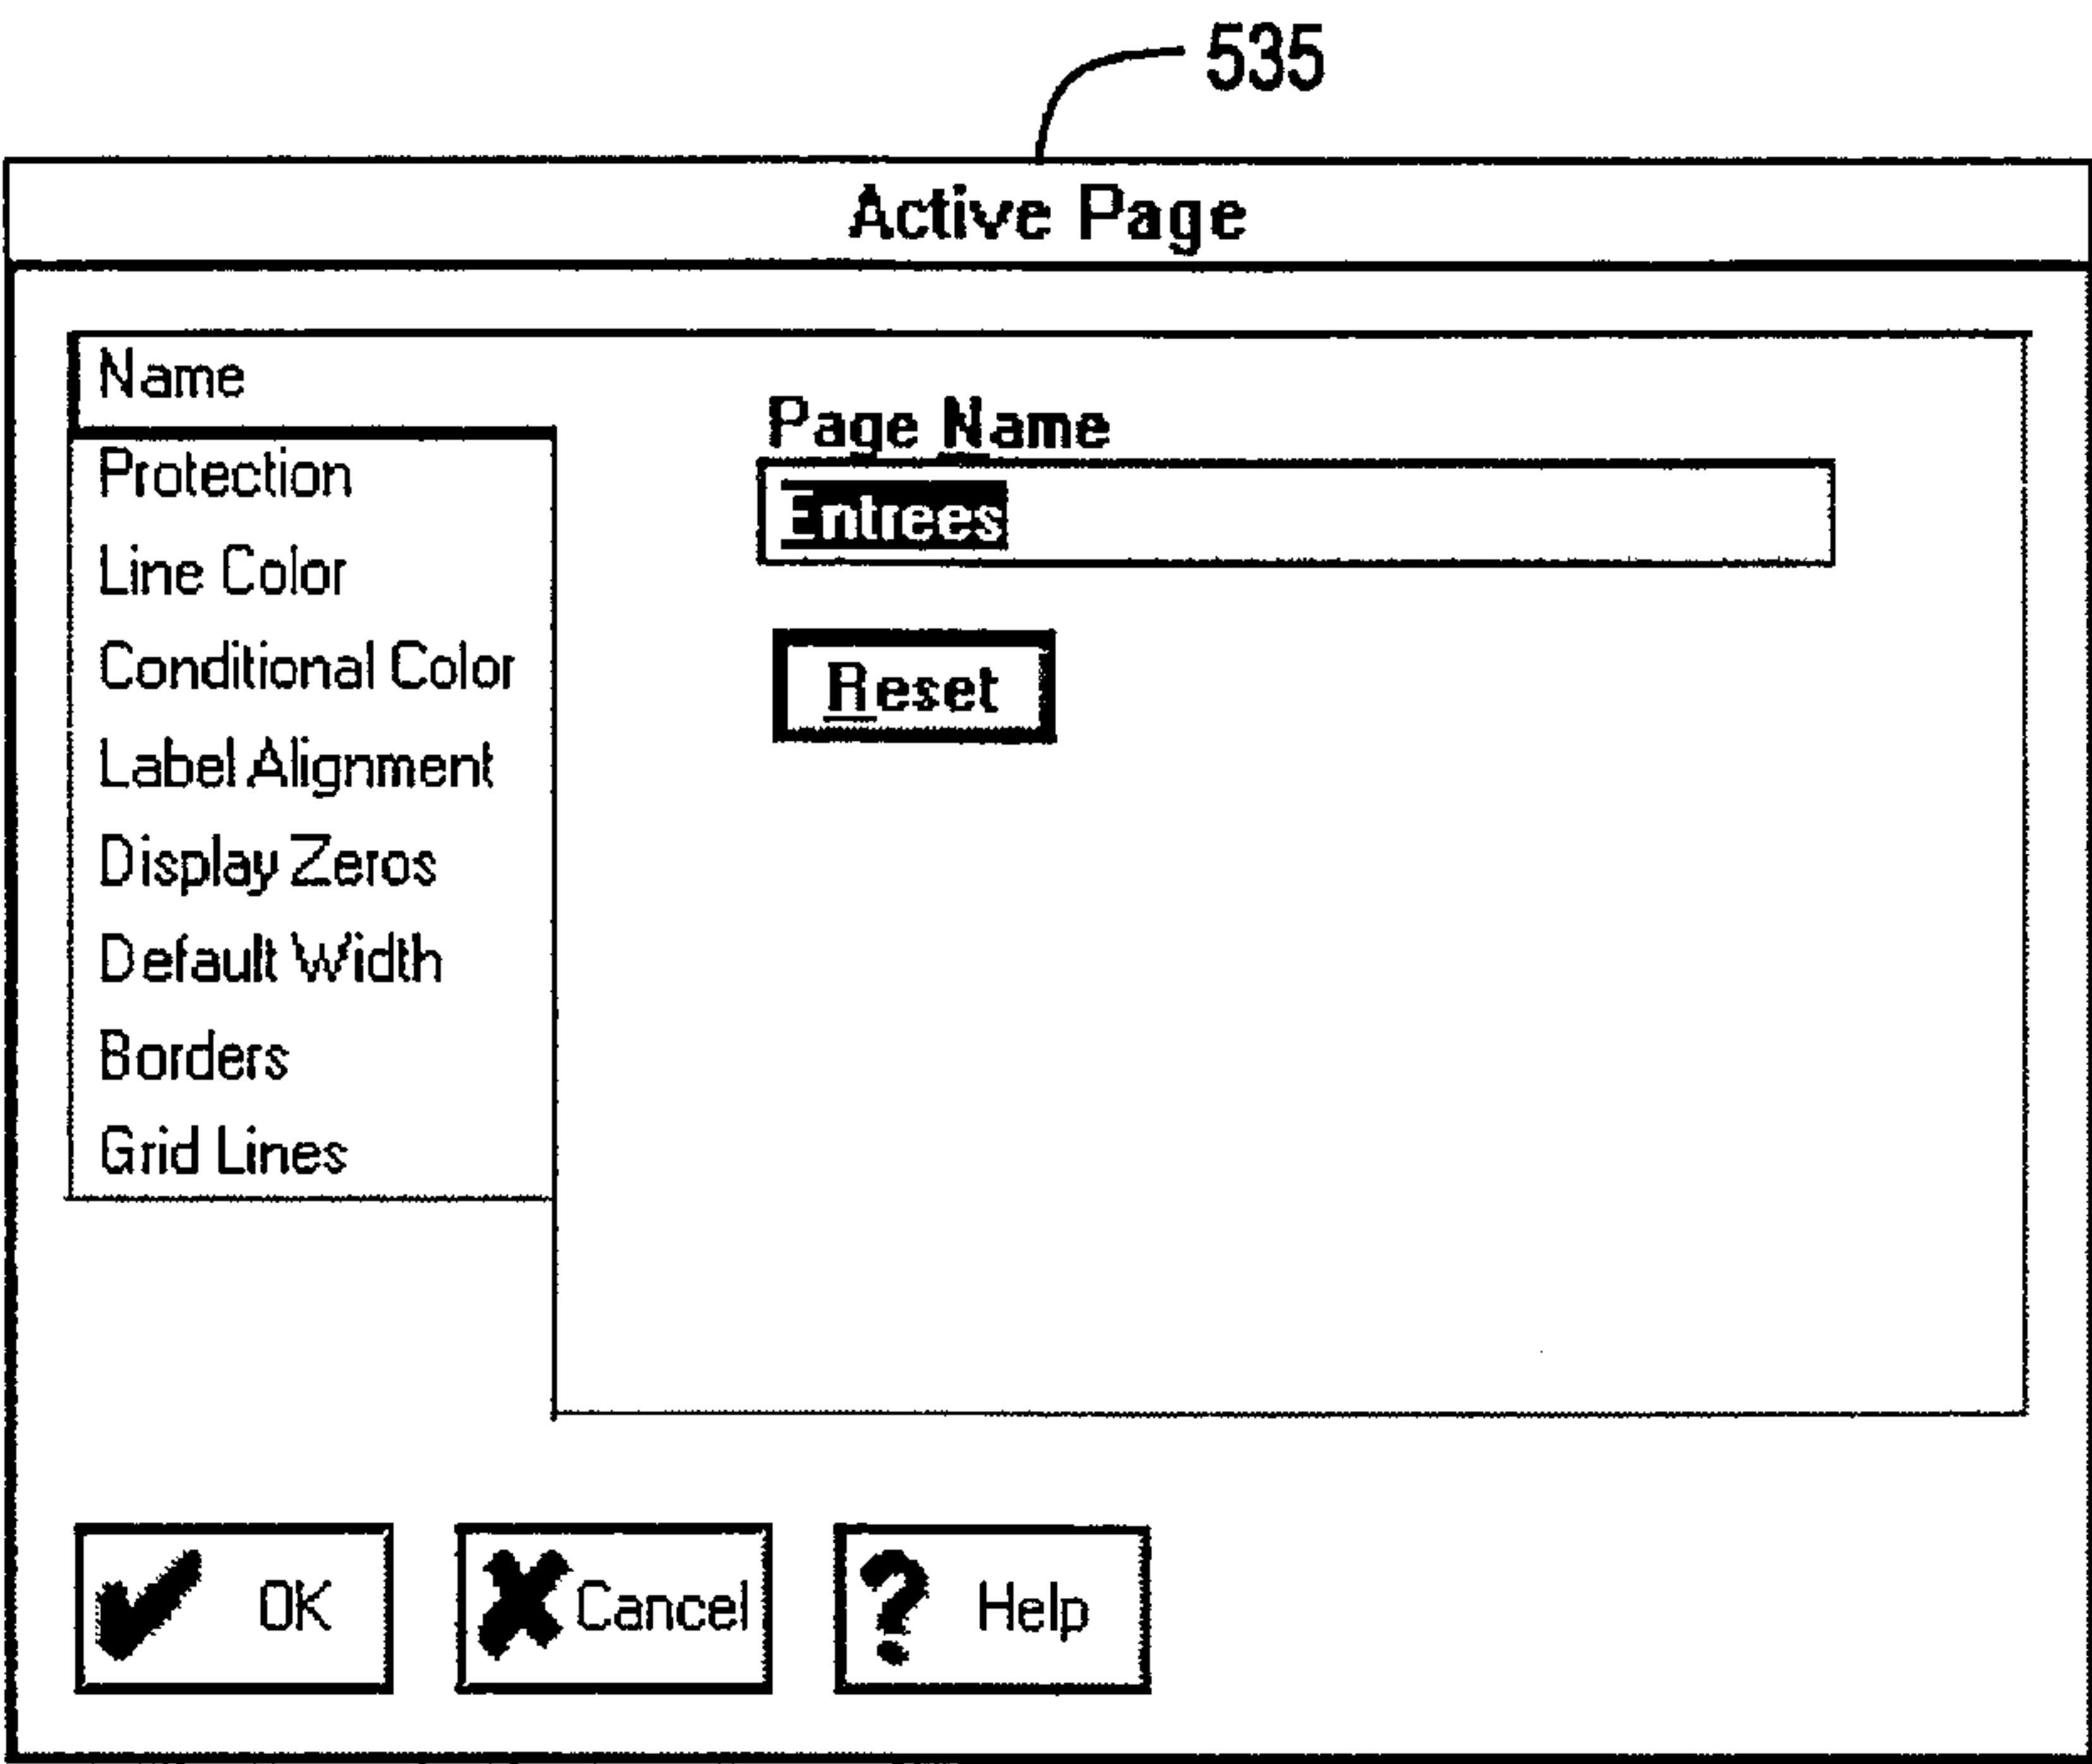 535
Active Page
Name
Protection
Line Color
Conditional Color
Label Alignment
Display Zeros
Default Width
Borders
Grid Lines
Page Name
Entrees
Reset
OK
Cancel
Help